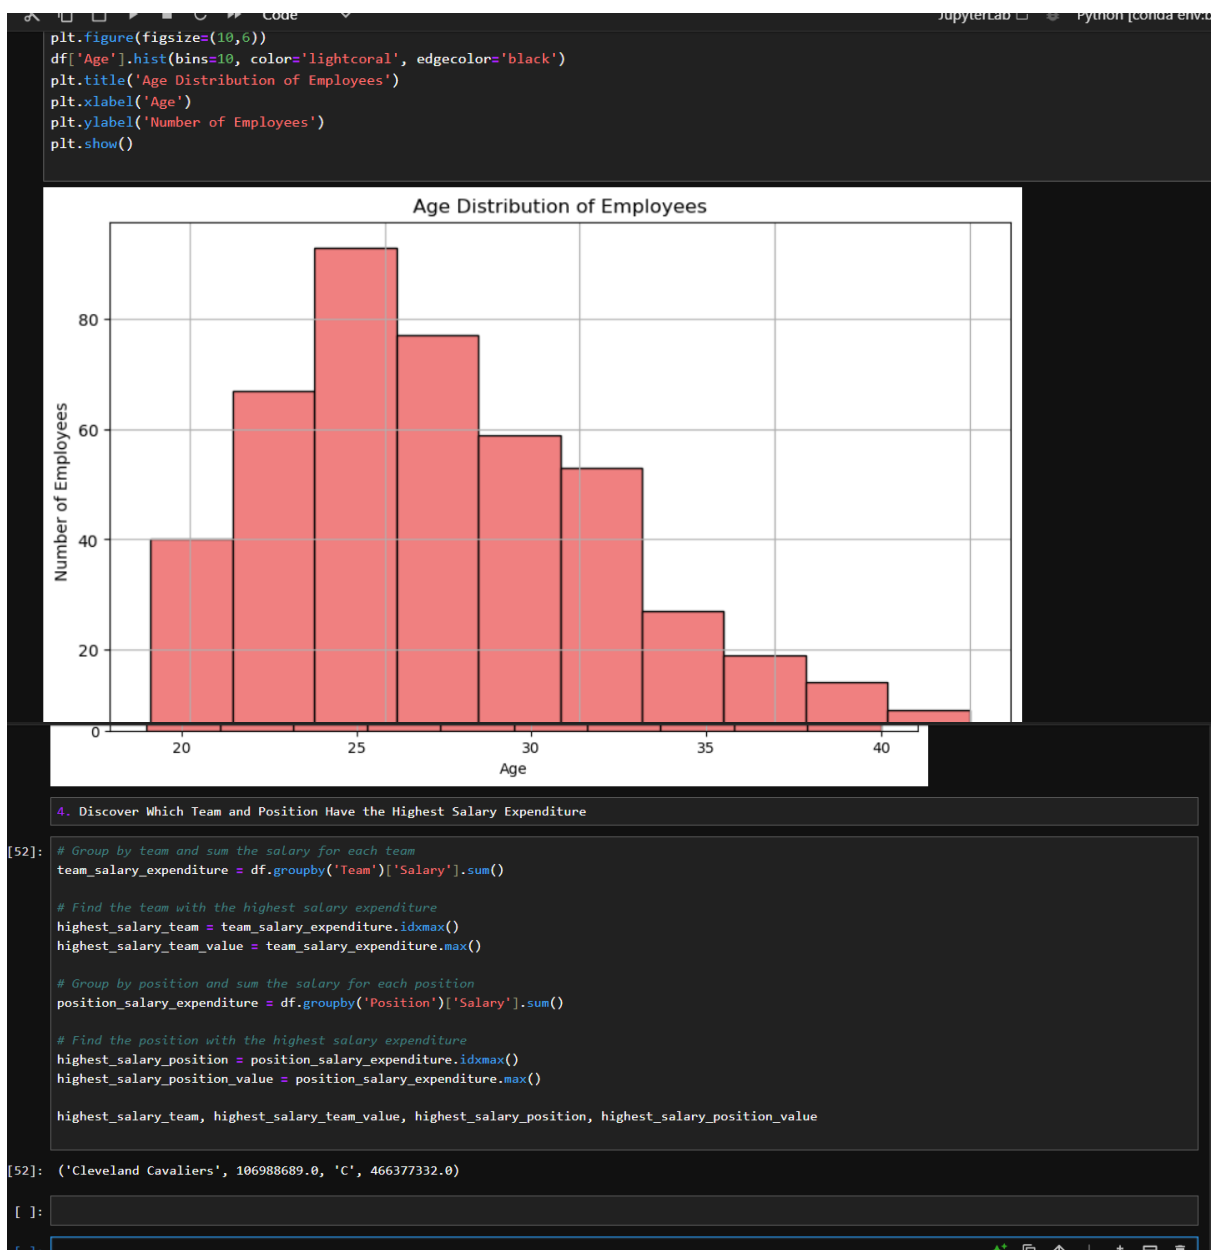 Code
JupyterLab
Python [conda env:b
plt.figure(figsize=(10,6))
df['Age'].hist(bins=10, color='lightcoral', edgecolor='black')
plt.title('Age Distribution of Employees')
plt.xlabel('Age')
plt.ylabel('Number of Employees')
plt.show()
Age Distribution of Employees
80
60
40
20
0
Number of Employees
20 25 30 35 40
Age
4. Discover Which Team and Position Have the Highest Salary Expenditure
[52]: # Group by team and sum the salary for each team
team_salary_expenditure = df.groupby('Team')['Salary'].sum()
# Find the team with the highest salary expenditure
highest_salary_team = team_salary_expenditure.idxmax()
highest_salary_team_value = team_salary_expenditure.max()
# Group by position and sum the salary for each position
position_salary_expenditure = df.groupby('Position')['Salary'].sum()
# Find the position with the highest salary expenditure
highest_salary_position = position_salary_expenditure.idxmax()
highest_salary_position_value = position_salary_expenditure.max()
highest_salary_team, highest_salary_team_value, highest_salary_position, highest_salary_position_value
[52]: ('Cleveland Cavaliers', 106988689.0, 'C', 466377332.0)
[ ]:
[ ]: